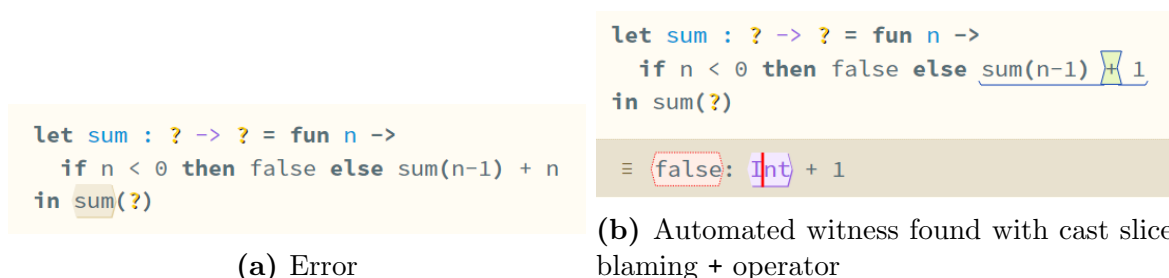 let sum : ? -> ? = fun n ->
if n < 0 then false else sum(n-1) + n
in sum(?)
(a) Error
let sum : ? -> ? = fun n ->
if n < 0 then false else sum(n-1) + 1
in sum(?)
≡ false: Int + 1
(b) Automated witness found with cast slice
blaming + operator